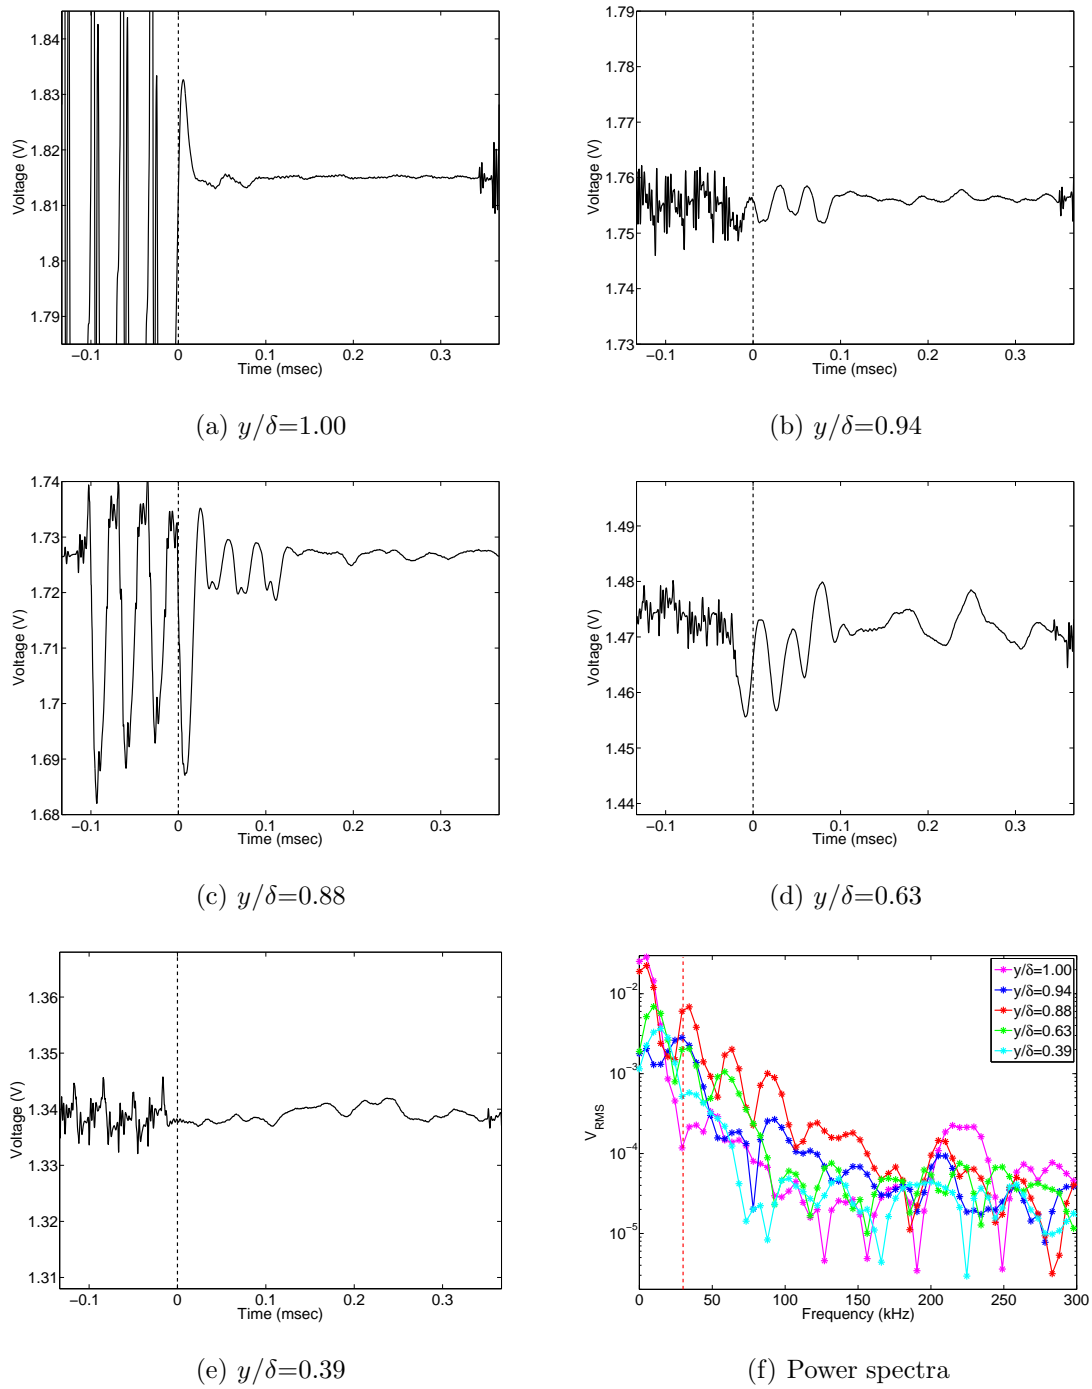 1.84
1.83
1.82
1.81
1.8
1.79
Voltage (V)
−0.1 0 0.1 0.2 0.3
Time (msec)
(a) y/δ=1.00
1.79
1.78
1.77
1.76
1.75
1.74
1.73
Voltage (V)
−0.1 0 0.1 0.2 0.3
Time (msec)
(b) y/δ=0.94
1.74
1.73
1.72
1.71
1.7
1.69
1.68
Voltage (V)
−0.1 0 0.1 0.2 0.3
Time (msec)
(c) y/δ=0.88
1.49
1.48
1.47
1.46
1.45
1.44
Voltage (V)
−0.1 0 0.1 0.2 0.3
Time (msec)
(d) y/δ=0.63
1.36
1.35
1.34
1.33
1.32
1.31
Voltage (V)
−0.1 0 0.1 0.2 0.3
Time (msec)
(e) y/δ=0.39
y/δ=1.00
y/δ=0.94
y/δ=0.88
y/δ=0.63
y/δ=0.39
10⁻²
10⁻³
10⁻⁴
10⁻⁵
V_RMS
0 50 100 150 200 250 300
Frequency (kHz)
(f) Power spectra